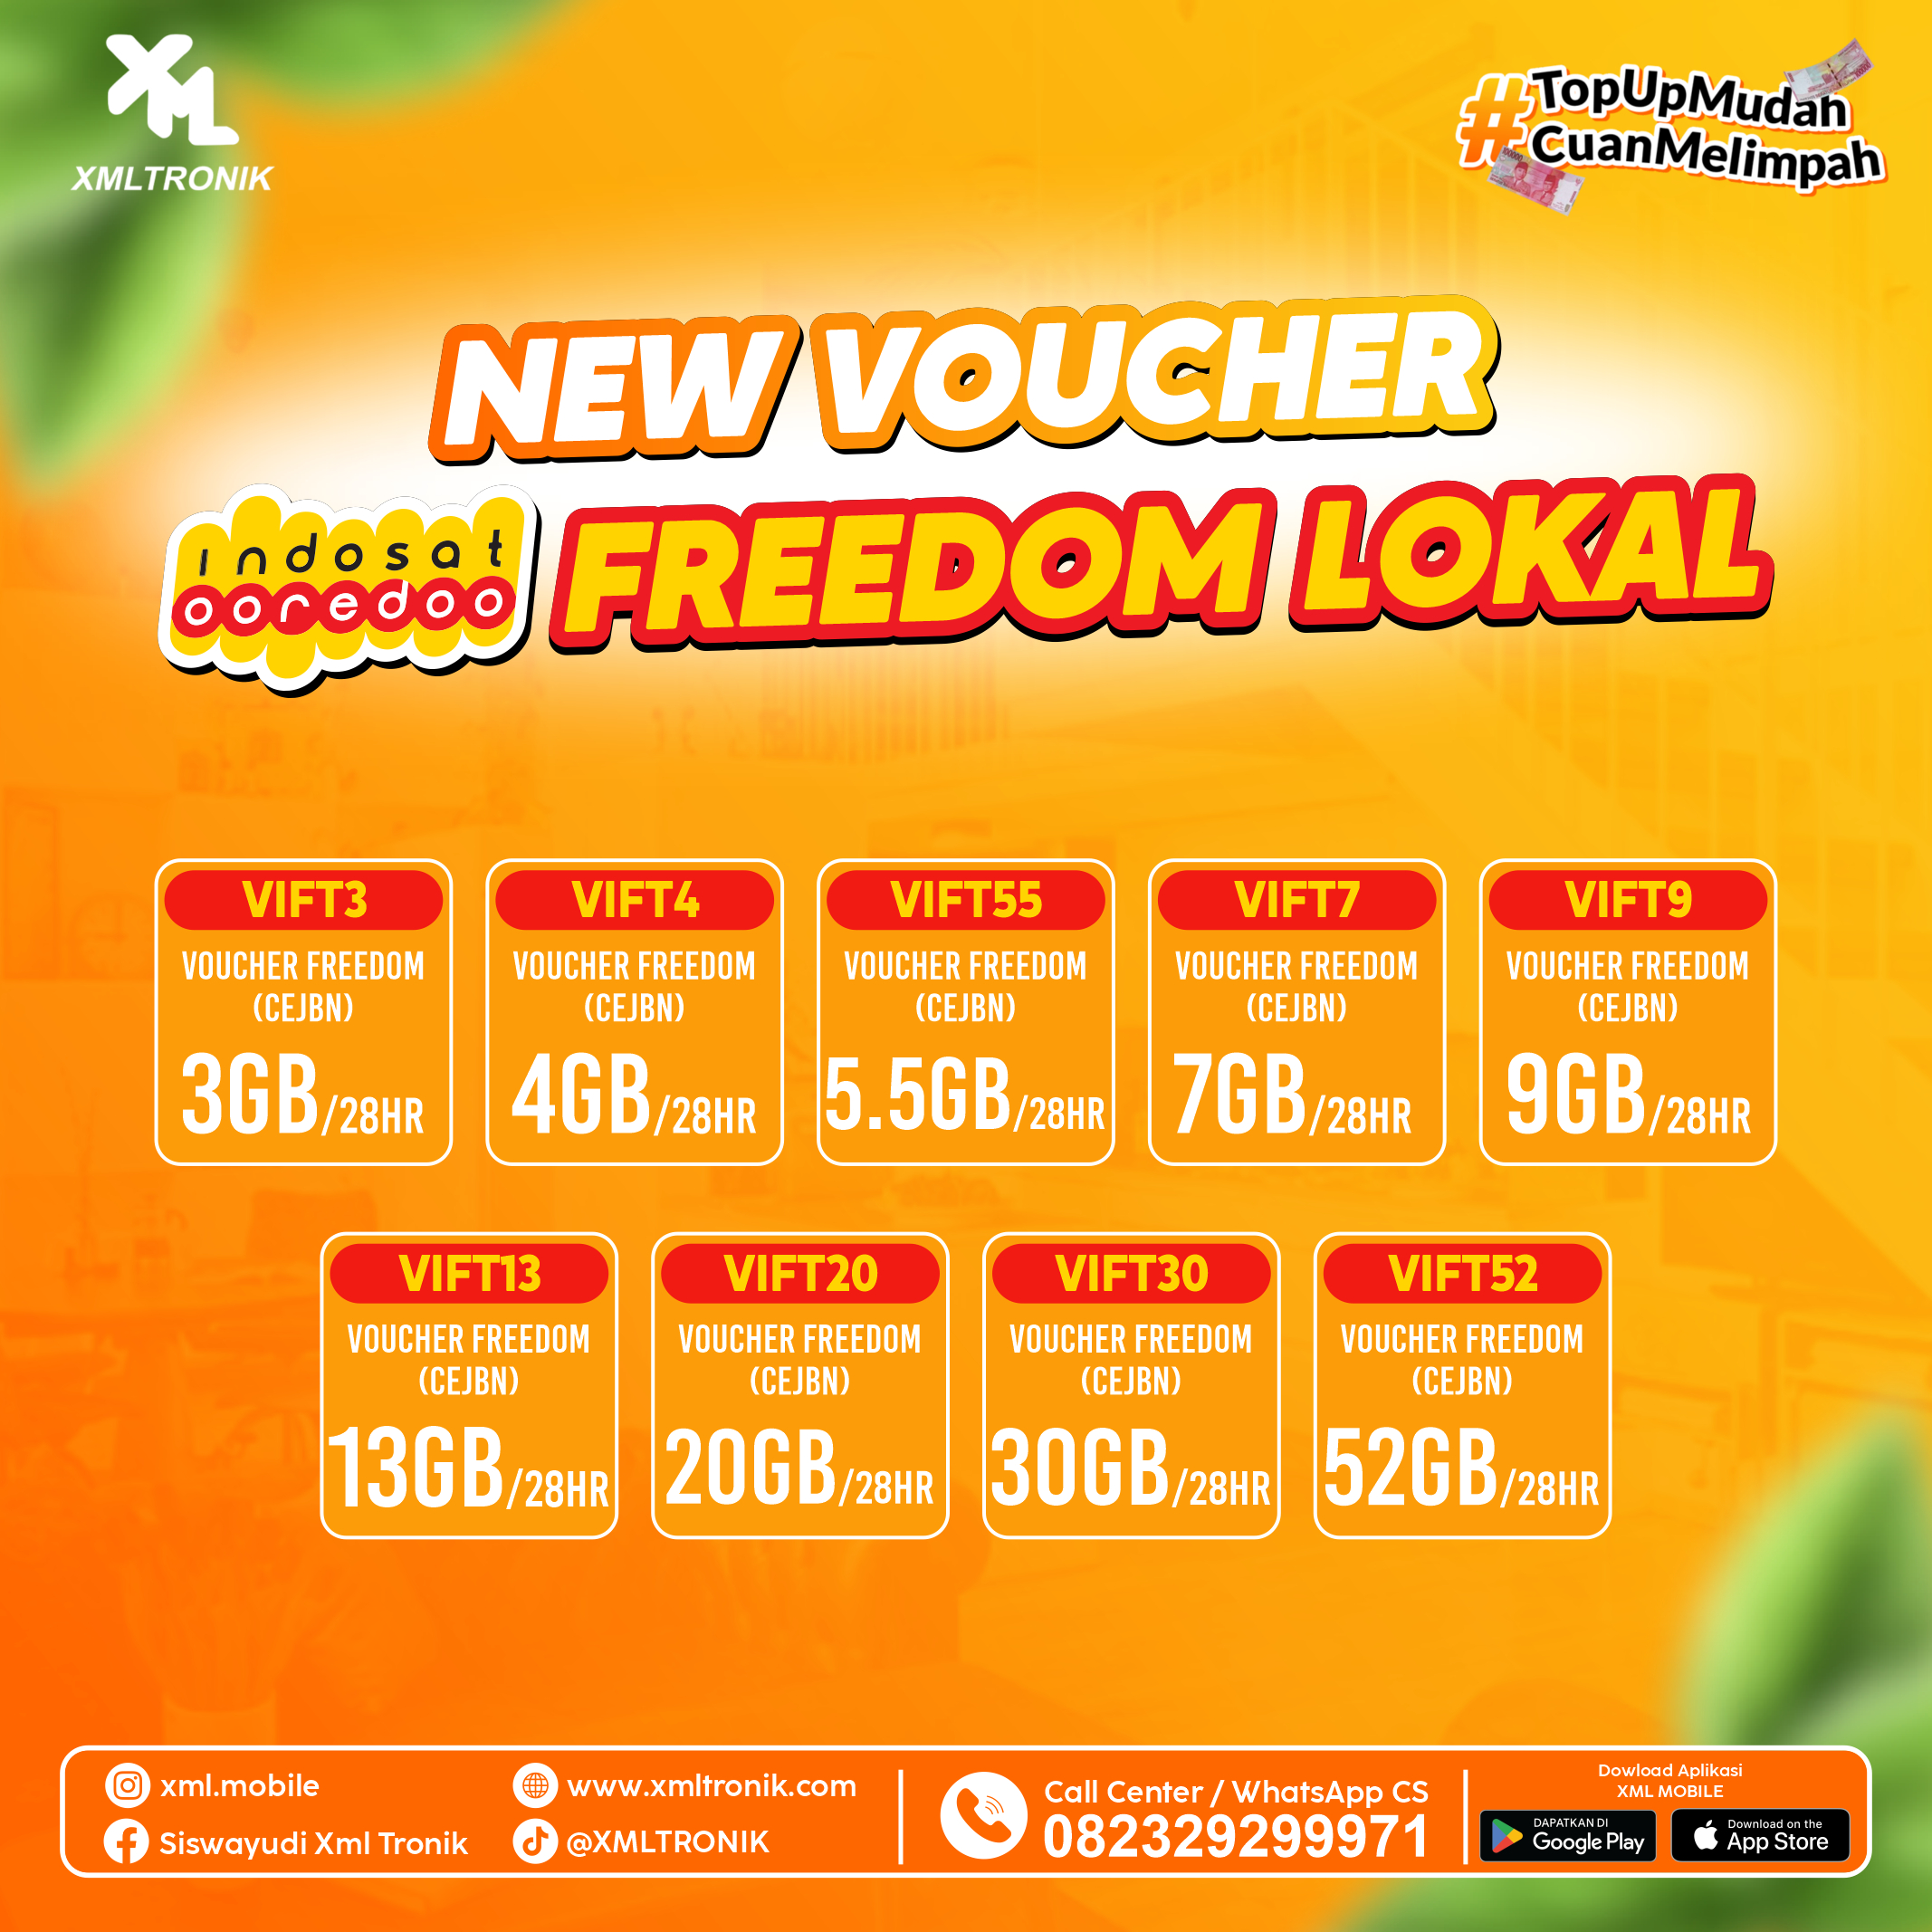 XML
XMLTRONIK
#TopUpMudah
CuanMelimpah
NEW VOUCHER
indosat
ooredoo
FREEDOM LOKAL
VIFT3
VOUCHER FREEDOM
(CEJBN)
3GB/28HR
VIFT4
VOUCHER FREEDOM
(CEJBN)
4GB/28HR
VIFT55
VOUCHER FREEDOM
(CEJBN)
5.5GB/28HR
VIFT7
VOUCHER FREEDOM
(CEJBN)
7GB/28HR
VIFT9
VOUCHER FREEDOM
(CEJBN)
9GB/28HR
VIFT13
VOUCHER FREEDOM
(CEJBN)
13GB/28HR
VIFT20
VOUCHER FREEDOM
(CEJBN)
20GB/28HR
VIFT30
VOUCHER FREEDOM
(CEJBN)
30GB/28HR
VIFT52
VOUCHER FREEDOM
(CEJBN)
52GB/28HR
xml.mobile
Siswayudi Xml Tronik
www.xmltronik.com
@XMLTRONIK
Call Center / WhatsApp CS
082329299971
Dowload Aplikasi
XML MOBILE
DAPATKAN DI
Google Play
Download on the
App Store